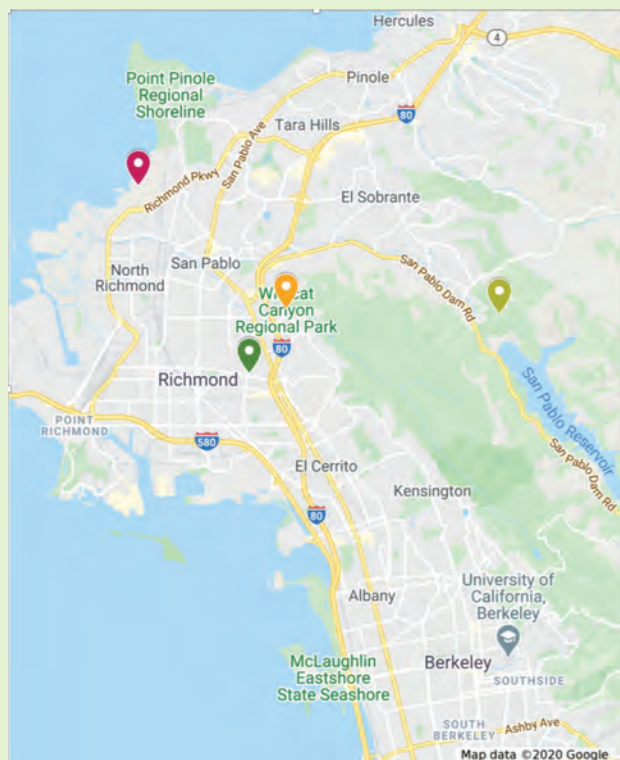 Hercules
4
Pinole
Point Pinole
Regional
Shoreline
Tara Hills
80
San Pablo Ave
Richmond Pkwy
El Sobrante
San Pablo
North
Richmond
San Pablo Dam Rd
Wildcat
Canyon
Regional Park
80
Richmond
San Pablo Reservoir
POINT
RICHMOND
580
San Pablo Dam Rd
El Cerrito
Kensington
80
University of
California,
Berkeley
Albany
McLaughlin
Eastshore
State Seashore
Berkeley
SOUTHSIDE
SOUTH
BERKELEY
Ashby Ave
Map data ©2020 Google